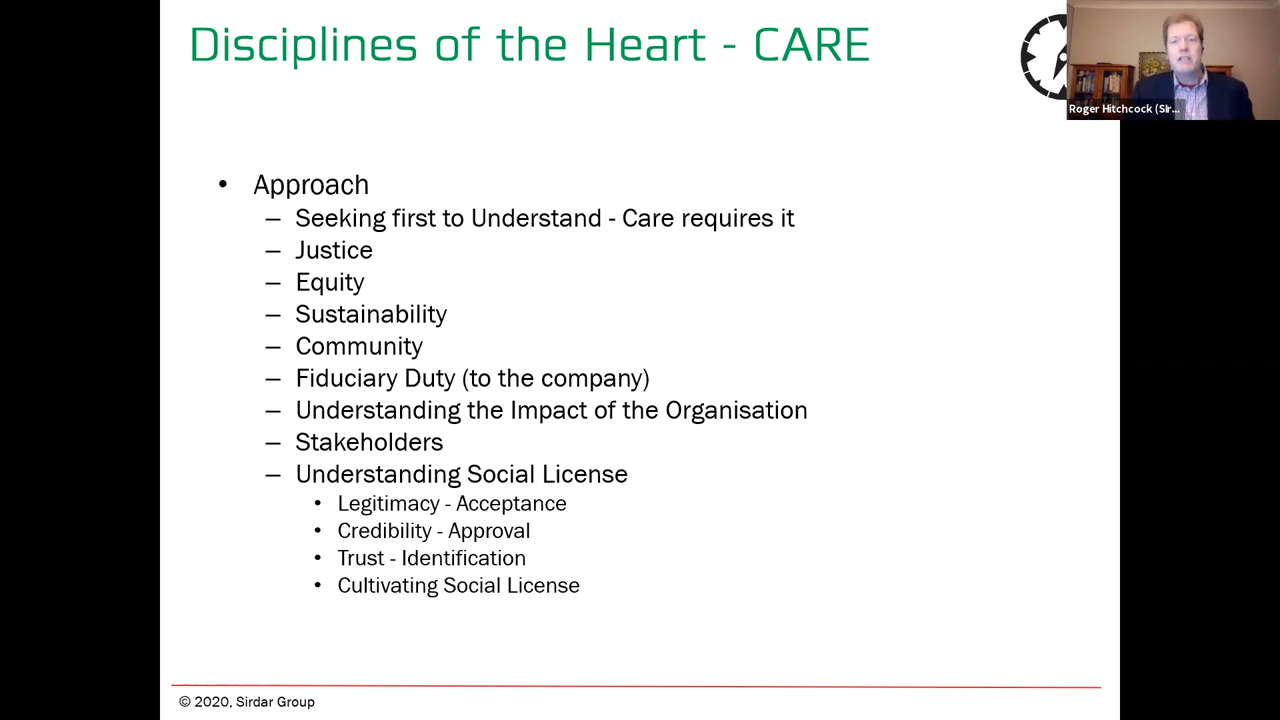 Disciplines of the Heart - CARE
Roger Hitchcock (Sir...
• Approach
– Seeking first to Understand - Care requires it
– Justice
– Equity
– Sustainability
– Community
– Fiduciary Duty (to the company)
– Understanding the Impact of the Organisation
– Stakeholders
– Understanding Social License
• Legitimacy - Acceptance
• Credibility - Approval
• Trust - Identification
• Cultivating Social License
© 2020, Sirdar Group